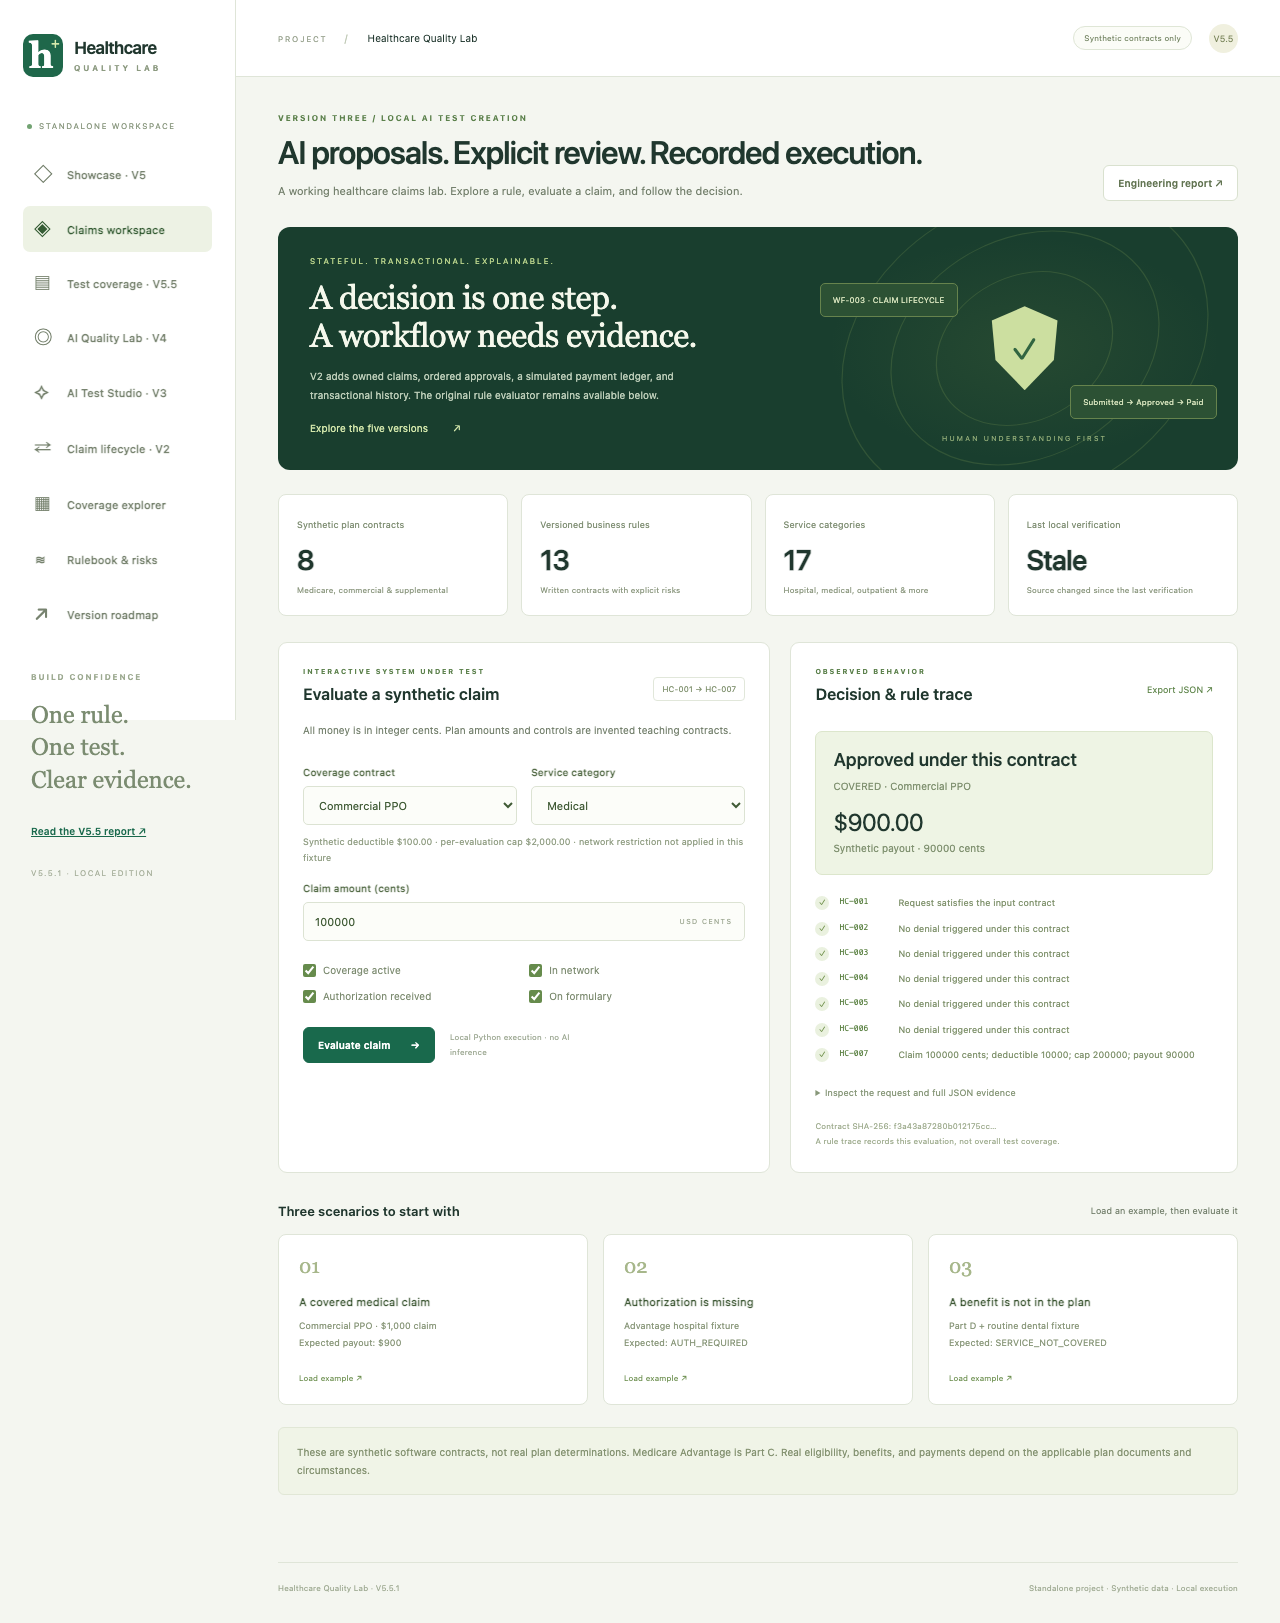 h+
Healthcare
QUALITY LAB
STANDALONE WORKSPACE
Showcase · V5
Claims workspace
Test coverage · V5.5
AI Quality Lab · V4
AI Test Studio · V3
Claim lifecycle · V2
Coverage explorer
Rulebook & risks
Version roadmap
BUILD CONFIDENCE
One rule.
One test.
Clear evidence.
Read the V5.5 report ↗
V5.5.1 · LOCAL EDITION
PROJECT / Healthcare Quality Lab
Synthetic contracts only
V5.5
VERSION THREE / LOCAL AI TEST CREATION
AI proposals. Explicit review. Recorded execution.
A working healthcare claims lab. Explore a rule, evaluate a claim, and follow the decision.
Engineering report ↗
STATEFUL. TRANSACTIONAL. EXPLAINABLE.
A decision is one step.
A workflow needs evidence.
V2 adds owned claims, ordered approvals, a simulated payment ledger, and
transactional history. The original rule evaluator remains available below.
Explore the five versions ↗
WF-003 · CLAIM LIFECYCLE
Submitted → Approved → Paid
HUMAN UNDERSTANDING FIRST
Synthetic plan contracts
8
Medicare, commercial & supplemental
Versioned business rules
13
Written contracts with explicit risks
Service categories
17
Hospital, medical, outpatient & more
Last local verification
Stale
Source changed since the last verification
INTERACTIVE SYSTEM UNDER TEST
Evaluate a synthetic claim
HC-001 → HC-007
All money is in integer cents. Plan amounts and controls are invented teaching contracts.
Coverage contract
Commercial PPO
Service category
Medical
Synthetic deductible $100.00 · per-evaluation cap $2,000.00 · network restriction not applied in this
fixture
Claim amount (cents)
100000 USD CENTS
Coverage active
In network
Authorization received
On formulary
Evaluate claim →
Local Python execution · no AI
inference
OBSERVED BEHAVIOR
Decision & rule trace
Export JSON ↗
Approved under this contract
COVERED · Commercial PPO
$900.00
Synthetic payout · 90000 cents
HC-001 Request satisfies the input contract
HC-002 No denial triggered under this contract
HC-003 No denial triggered under this contract
HC-004 No denial triggered under this contract
HC-005 No denial triggered under this contract
HC-006 No denial triggered under this contract
HC-007 Claim 100000 cents; deductible 10000; cap 200000; payout 90000
Inspect the request and full JSON evidence
Contract SHA-256: f3a43a87280b012175cc…
A rule trace records this evaluation, not overall test coverage.
Three scenarios to start with
Load an example, then evaluate it
01
A covered medical claim
Commercial PPO · $1,000 claim
Expected payout: $900
Load example ↗
02
Authorization is missing
Advantage hospital fixture
Expected: AUTH_REQUIRED
Load example ↗
03
A benefit is not in the plan
Part D + routine dental fixture
Expected: SERVICE_NOT_COVERED
Load example ↗
These are synthetic software contracts, not real plan determinations. Medicare Advantage is Part C. Real eligibility, benefits, and payments depend on the applicable plan documents and
circumstances.
Healthcare Quality Lab · V5.5.1
Standalone project · Synthetic data · Local execution